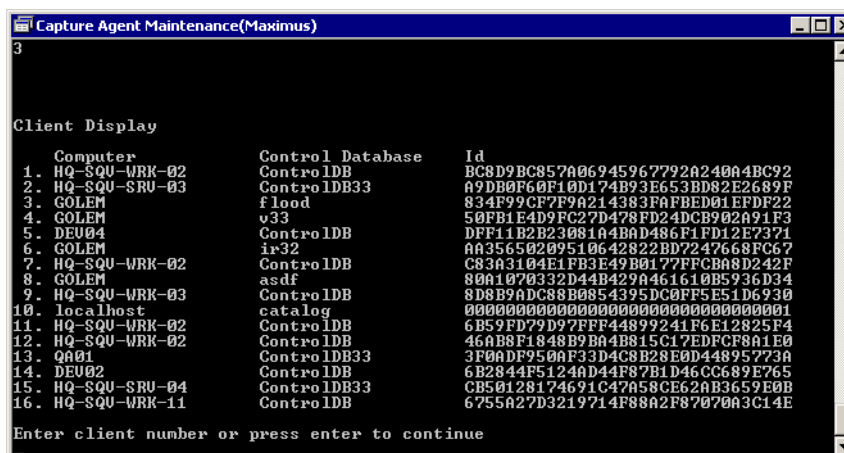 Capture Agent Maintenance(Maximus)
3
Client Display
Computer Control Database Id
1. HQ-SQV-WRK-02 ControlDB BC8D9BC857A06945967792A240A4BC92
2. HQ-SQV-SRV-03 ControlDB33 A9DB0F60F10D174B93E653BD82E2689F
3. GOLEM flood 834F99CF7F9A214383FAFBED01EFDF22
4. GOLEM v33 50FB1E4D9FC27D478FD24DCB902A91F3
5. DEV04 ControlDB DFF11B2B23081A4BAD486F1FD12E7371
6. GOLEM ir32 AA35650209510642822BD7247668FC67
7. HQ-SQV-WRK-02 ControlDB C83A3104E1FB3E49B0177FFCBA8D242F
8. GOLEM asdf 80A1070332D44B429A461610B5936D34
9. HQ-SQV-WRK-03 ControlDB 8D8B9ADC88B0854395DC0FF5E51D6930
10. localhost catalog 00000000000000000000000000000001
11. HQ-SQV-WRK-02 ControlDB 6B59FD79D97FFF44899241F6E12825F4
12. HQ-SQV-WRK-02 ControlDB 46AB8F1848B9BA4B815C17EDFCF8A1E0
13. QA01 ControlDB33 3F0ADF950AF33D4C8B28E0D44895773A
14. DEV02 ControlDB 6B2844F5124AD44F87B1D46CC689E765
15. HQ-SQV-SRV-04 ControlDB33 CB50128174691C47A58CE62AB3659E0B
16. HQ-SQV-WRK-11 ControlDB 6755A27D3219714F88A2F87070A3C14E
Enter client number or press enter to continue